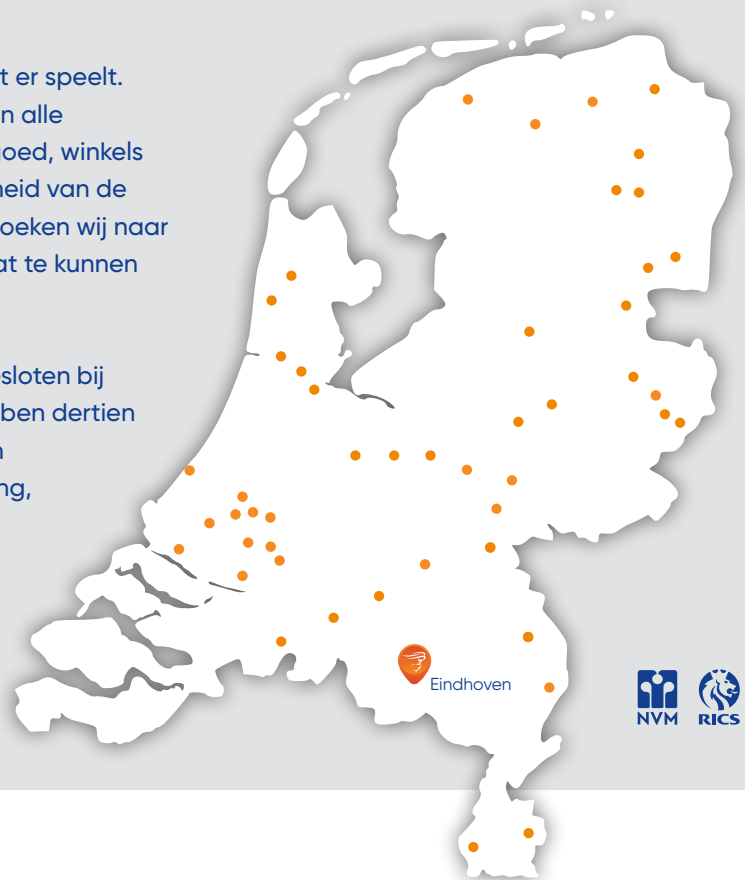 t er speelt.
n alle
oed, winkels
heid van de
oeken wij naar
at te kunnen
sloten bij
ben dertien
n
ng,
Eindhoven
NVM
RICS